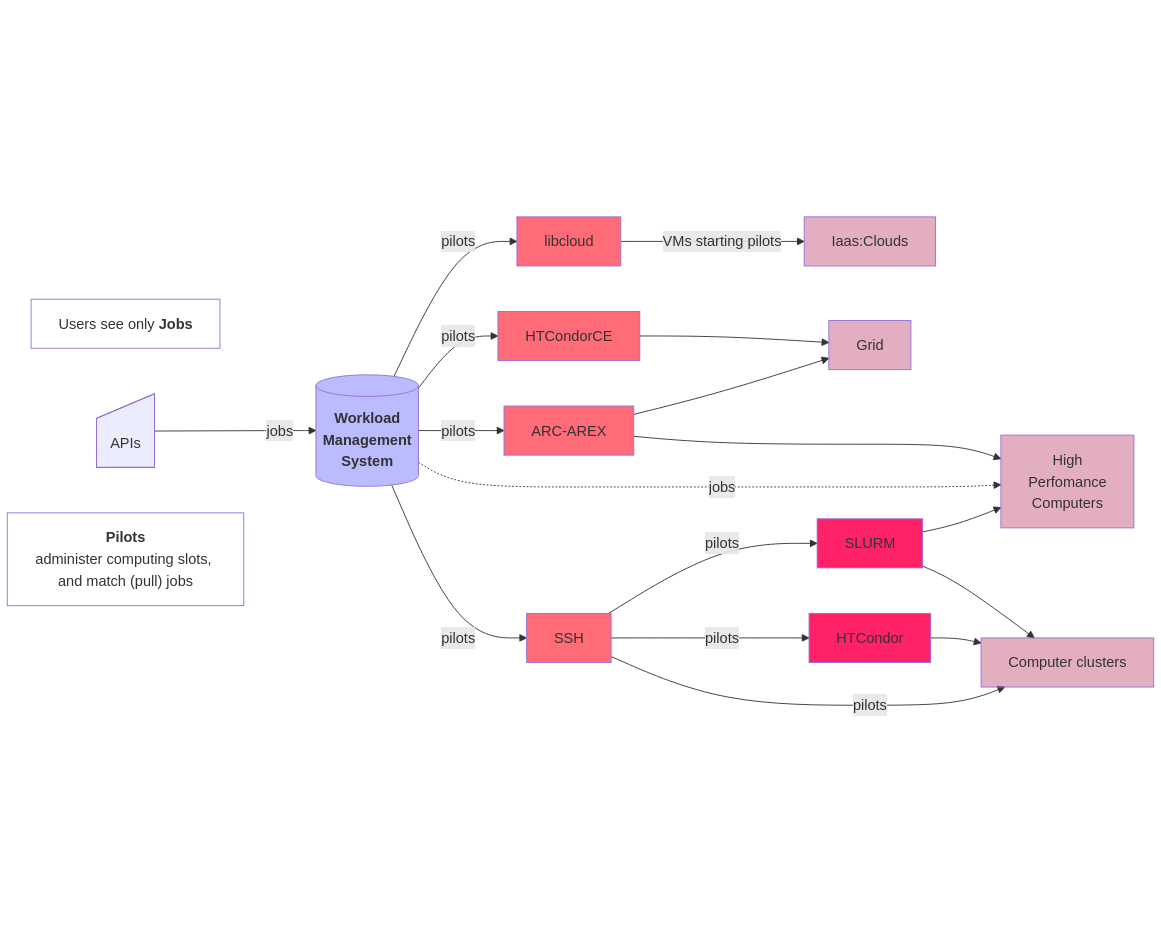 Users see only Jobs
APIs
Pilots
administer computing slots,
and match (pull) jobs
jobs
Workload
Management
System
pilots
pilots
pilots
pilots
libcloud
HTCondorCE
ARC-AREX
SSH
VMs starting pilots
jobs
pilots
pilots
pilots
SLURM
HTCondor
Iaas:Clouds
Grid
High
Perfomance
Computers
Computer clusters